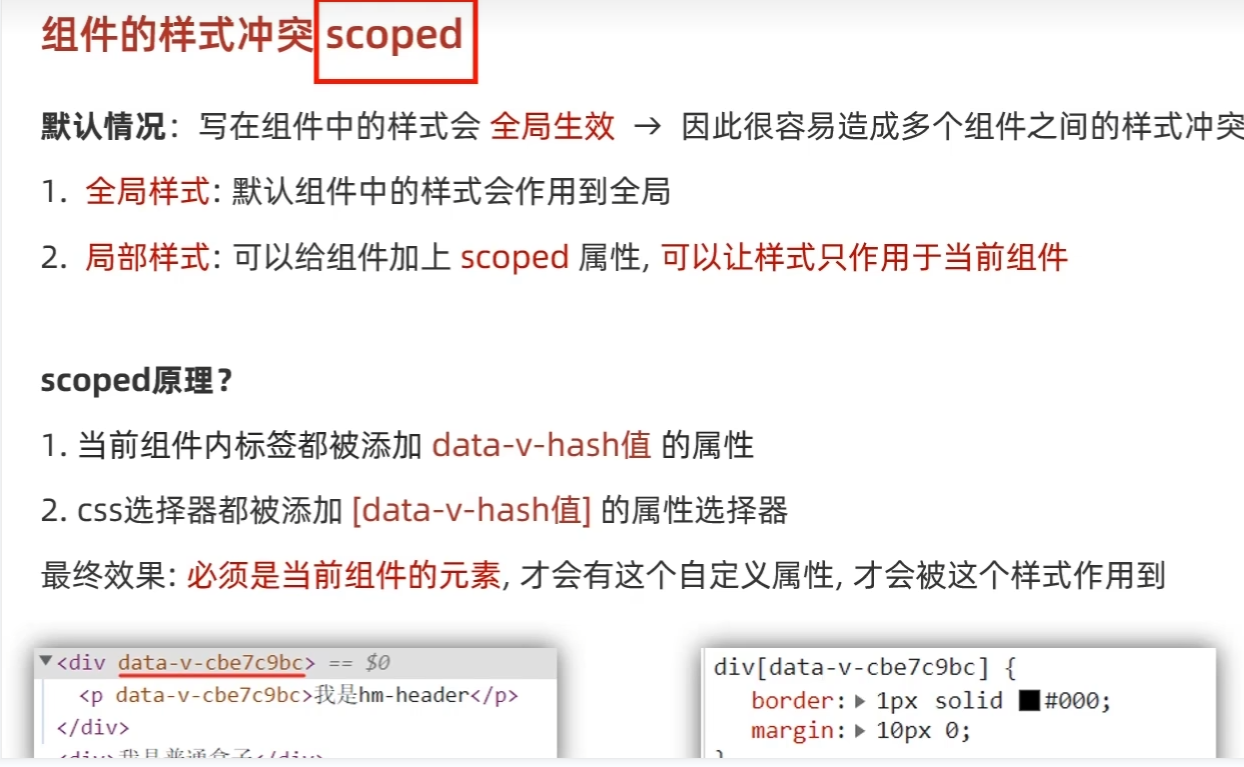 组件的样式冲突 scoped
默认情况：写在组件中的样式会 全局生效 → 因此很容易造成多个组件之间的样式冲突
1. 全局样式: 默认组件中的样式会作用到全局
2. 局部样式: 可以给组件加上 scoped 属性, 可以让样式只作用于当前组件
scoped原理？
1. 当前组件内标签都被添加 data-v-hash值 的属性
2. css选择器都被添加 [data-v-hash值] 的属性选择器
最终效果: 必须是当前组件的元素, 才会有这个自定义属性, 才会被这个样式作用到
▼<div data-v-cbe7c9bc> == $0
<p data-v-cbe7c9bc>我是hm-header</p>
</div>
<div>我是普通盒子</div>
div[data-v-cbe7c9bc] {
border:▶ 1px solid ■#000;
margin:▶ 10px 0;
}